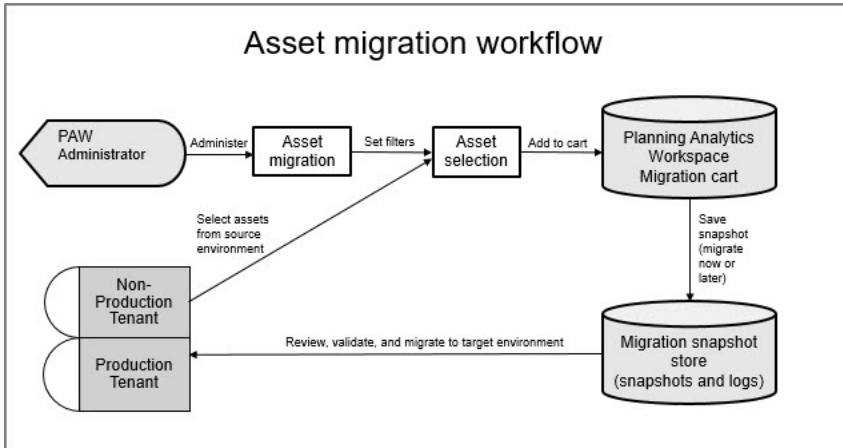 Asset migration workflow
PAW
Administrator
Administer
Asset
migration
Set filters
Asset
selection
Add to cart
Planning Analytics
Workspace
Migration cart
Select assets
from source
environment
Save
snapshot
(migrate
now or
later)
Non-
Production
Tenant
Production
Tenant
Review, validate, and migrate to target environment
Migration snapshot
store
(snapshots and logs)